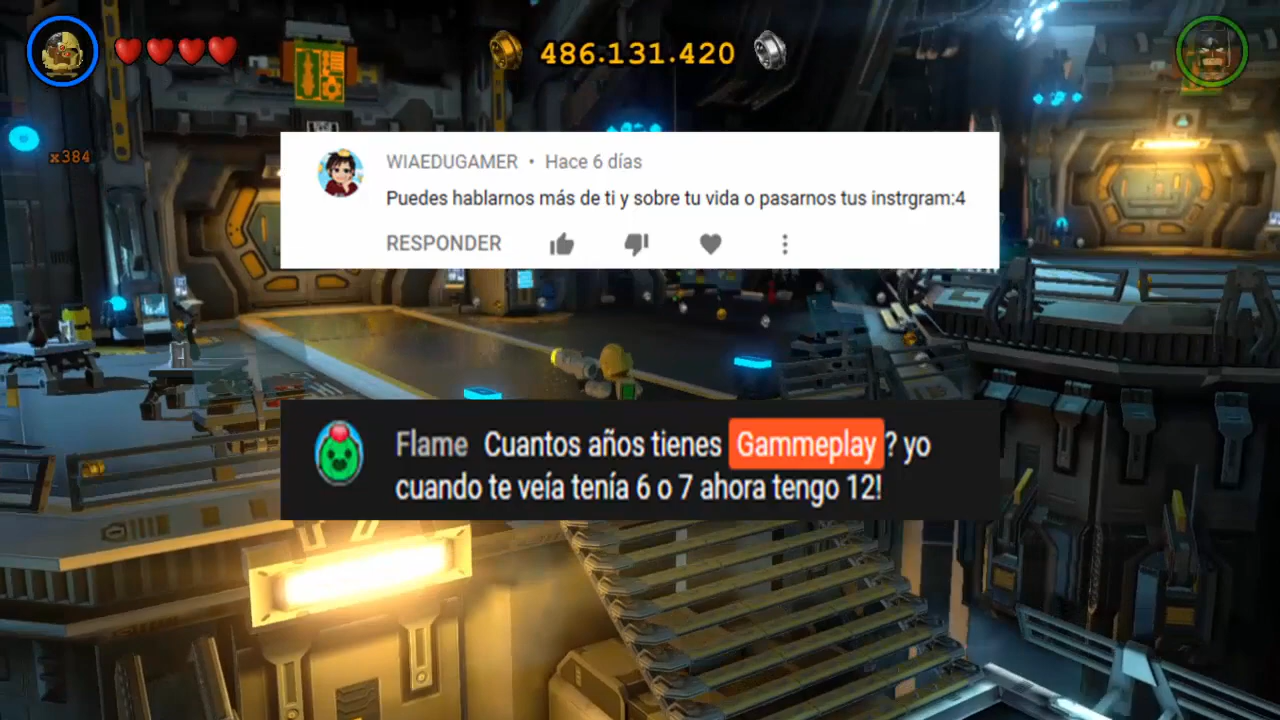 486.131.420
x384
WIAEDUGAMER • Hace 6 días
Puedes hablarnos más de ti y sobre tu vida o pasarnos tus instrgram:4
RESPONDER
Flame Cuantos años tienes Gammeplay ? yo
cuando te veía tenía 6 o 7 ahora tengo 12!